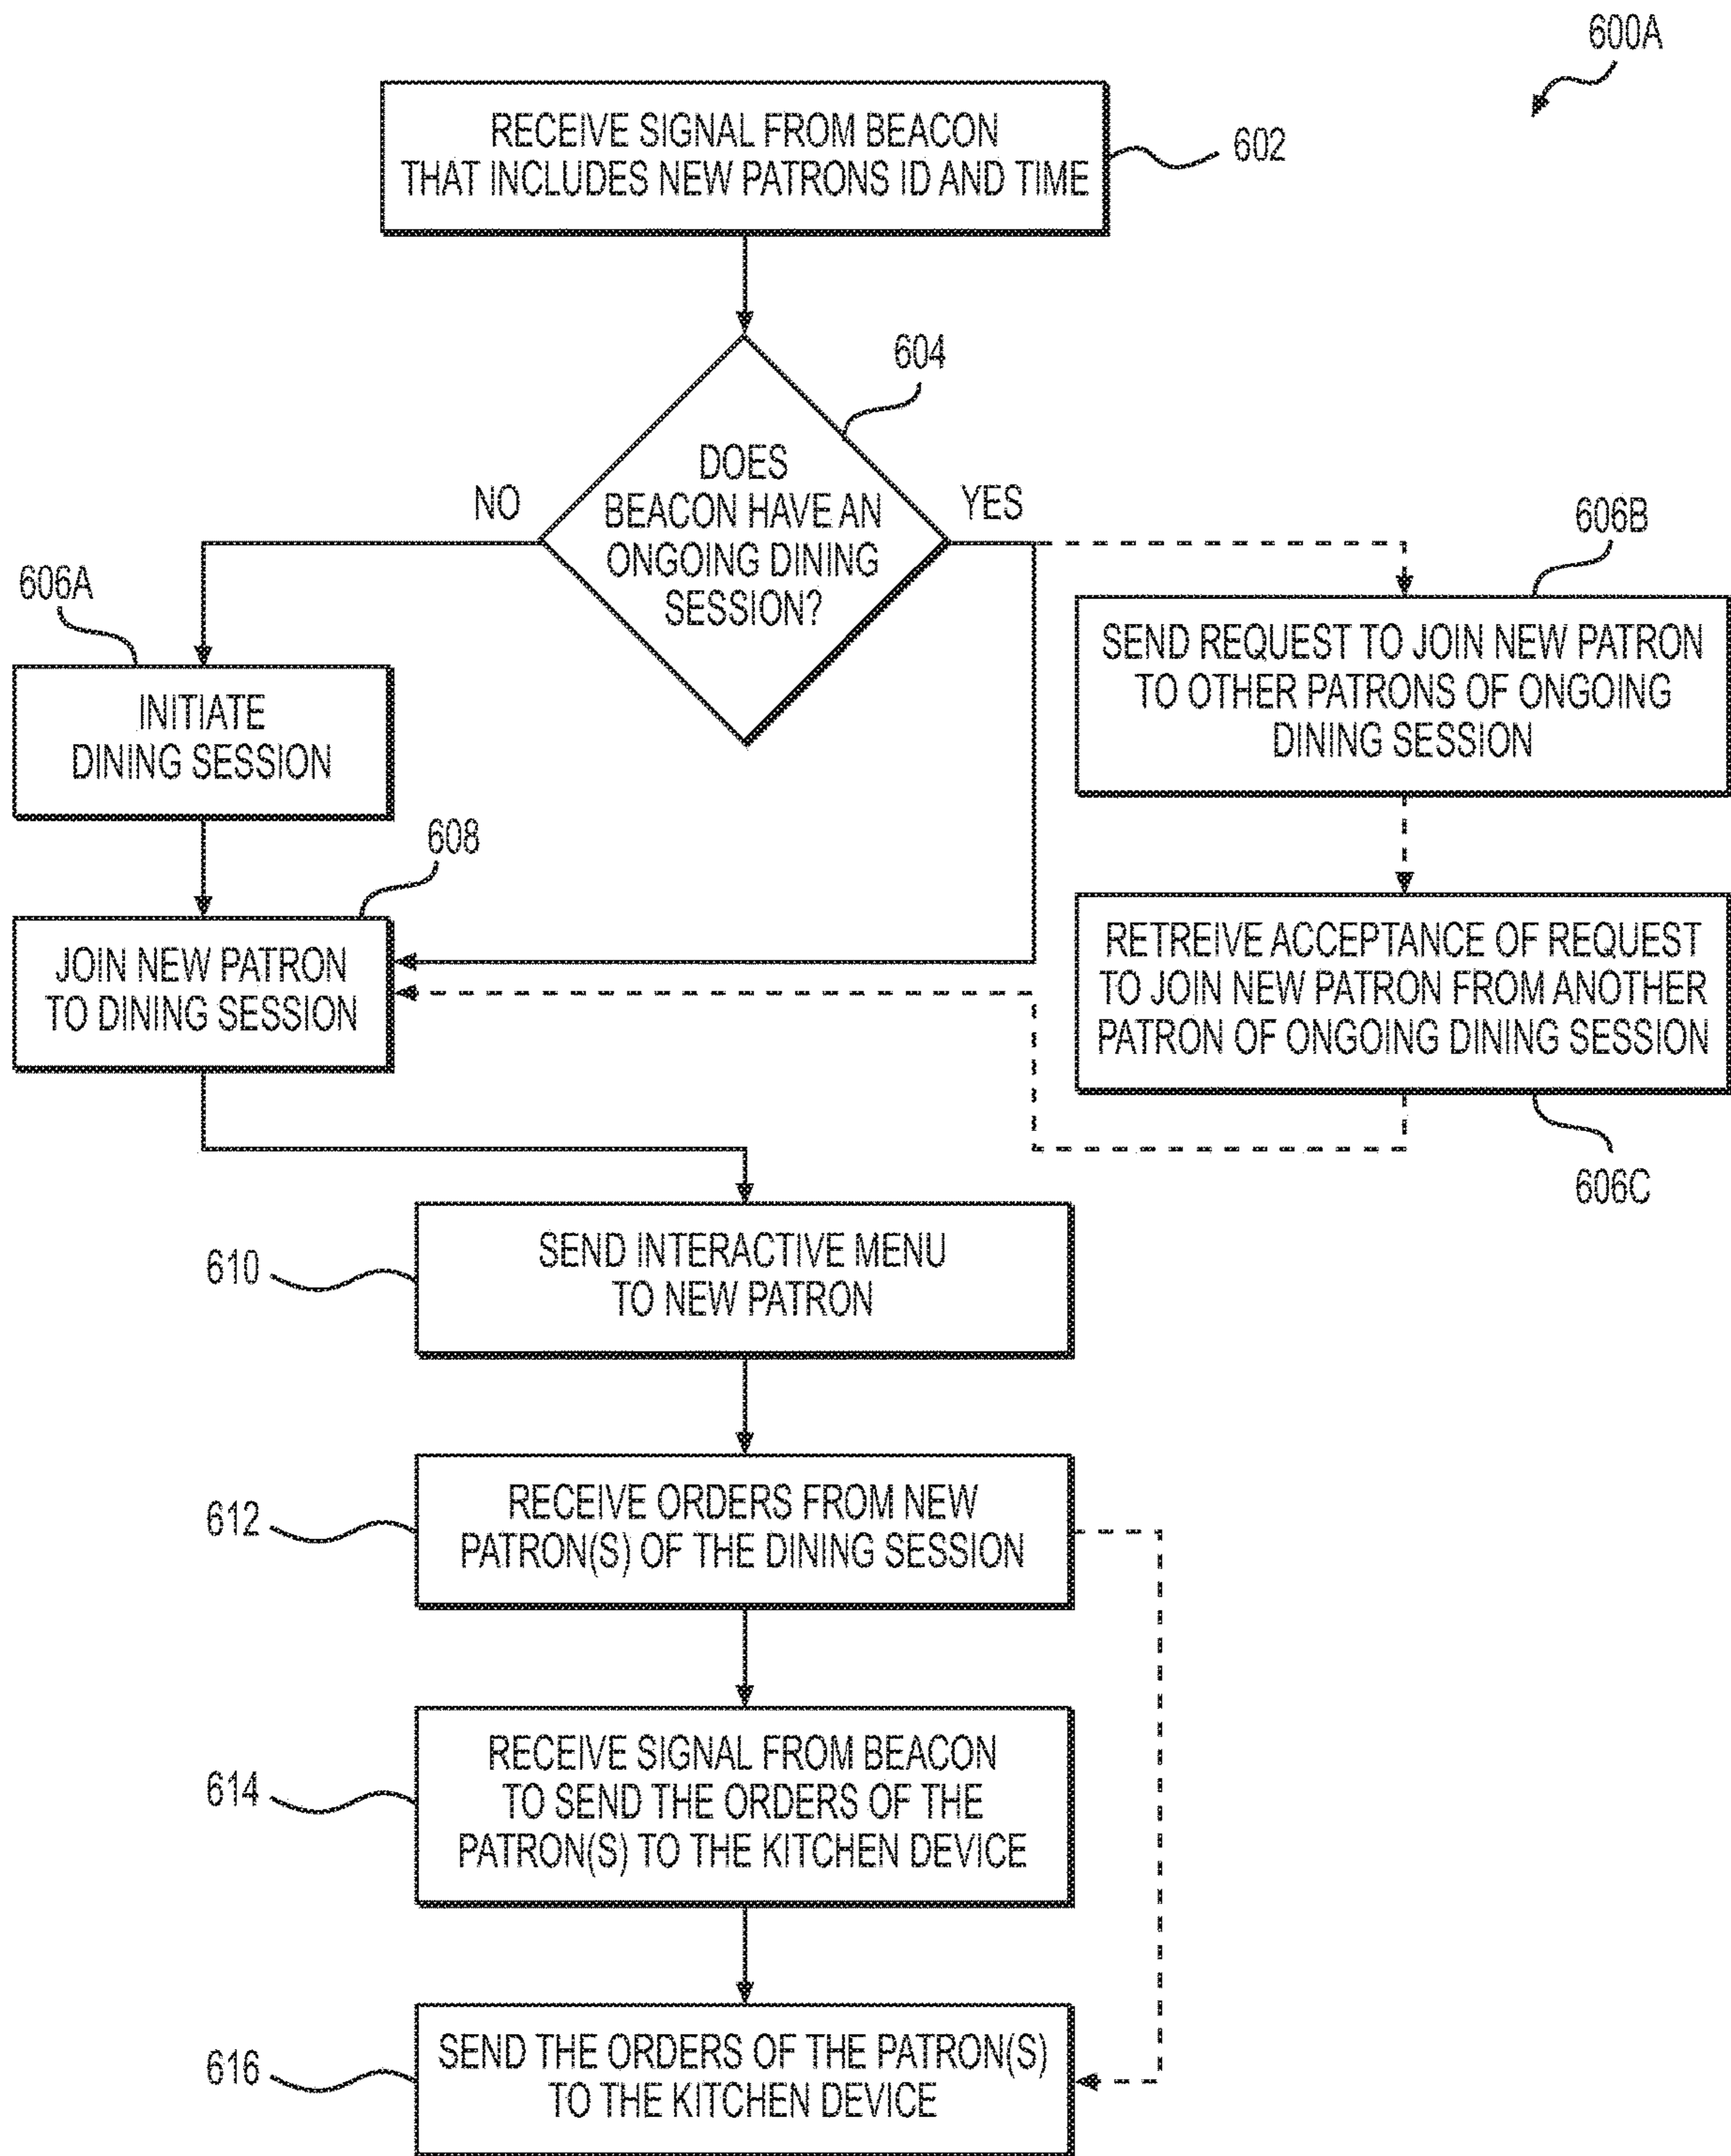 600A
RECEIVE SIGNAL FROM BEACON
THAT INCLUDES NEW PATRONS ID AND TIME
602
604
DOES
BEACON HAVE AN
ONGOING DINING
SESSION?
NO
YES
606A
INITIATE
DINING SESSION
606B
SEND REQUEST TO JOIN NEW PATRON
TO OTHER PATRONS OF ONGOING
DINING SESSION
608
JOIN NEW PATRON
TO DINING SESSION
RETREIVE ACCEPTANCE OF REQUEST
TO JOIN NEW PATRON FROM ANOTHER
PATRON OF ONGOING DINING SESSION
606C
610
SEND INTERACTIVE MENU
TO NEW PATRON
612
RECEIVE ORDERS FROM NEW
PATRON(S) OF THE DINING SESSION
614
RECEIVE SIGNAL FROM BEACON
TO SEND THE ORDERS OF THE
PATRON(S) TO THE KITCHEN DEVICE
616
SEND THE ORDERS OF THE PATRON(S)
TO THE KITCHEN DEVICE